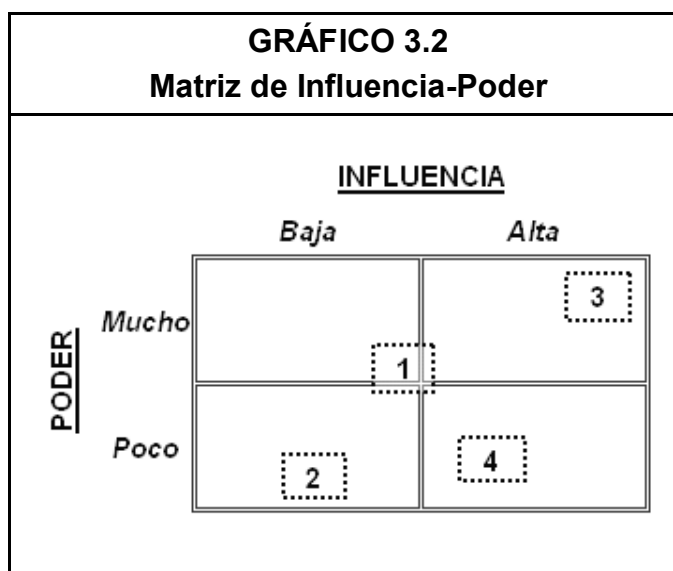 GRÁFICO 3.2
Matriz de Influencia-Poder
INFLUENCIA
Baja Alta
3
Mucho
1
PODER
Poco
4
2